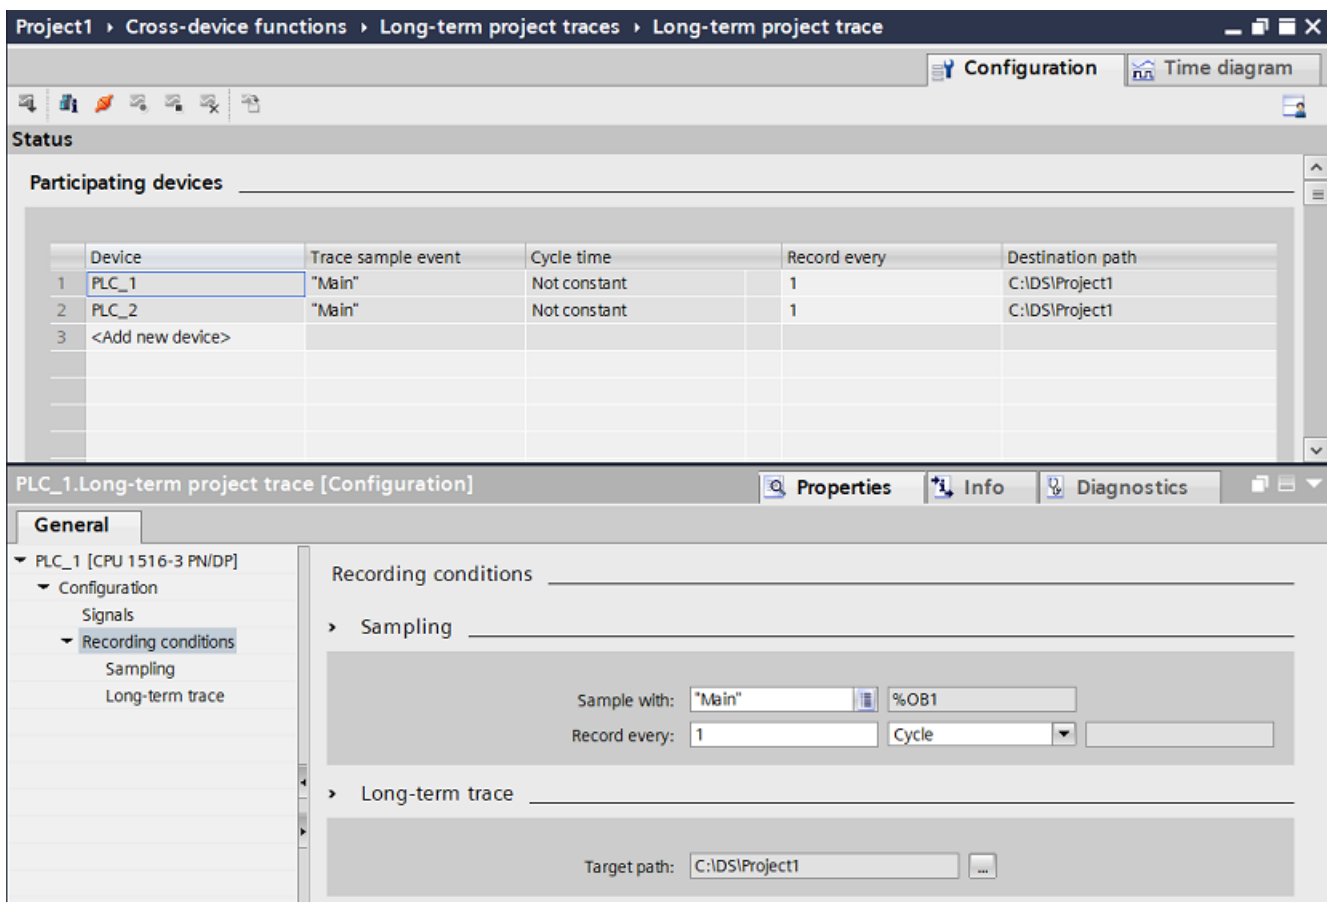 Project1 › Cross-device functions › Long-term project traces › Long-term project trace
Configuration Time diagram
Status
Participating devices
Device Trace sample event Cycle time Record every Destination path
1 PLC_1 "Main" Not constant 1 C:\DS\Project1
2 PLC_2 "Main" Not constant 1 C:\DS\Project1
3 <Add new device>
PLC_1.Long-term project trace [Configuration] Properties Info Diagnostics
General
PLC_1 [CPU 1516-3 PN/DP]
Configuration
Signals
Recording conditions
Sampling
Long-term trace
Recording conditions
Sampling
Sample with: "Main" %OB1
Record every: 1 Cycle
Long-term trace
Target path: C:\DS\Project1 ...